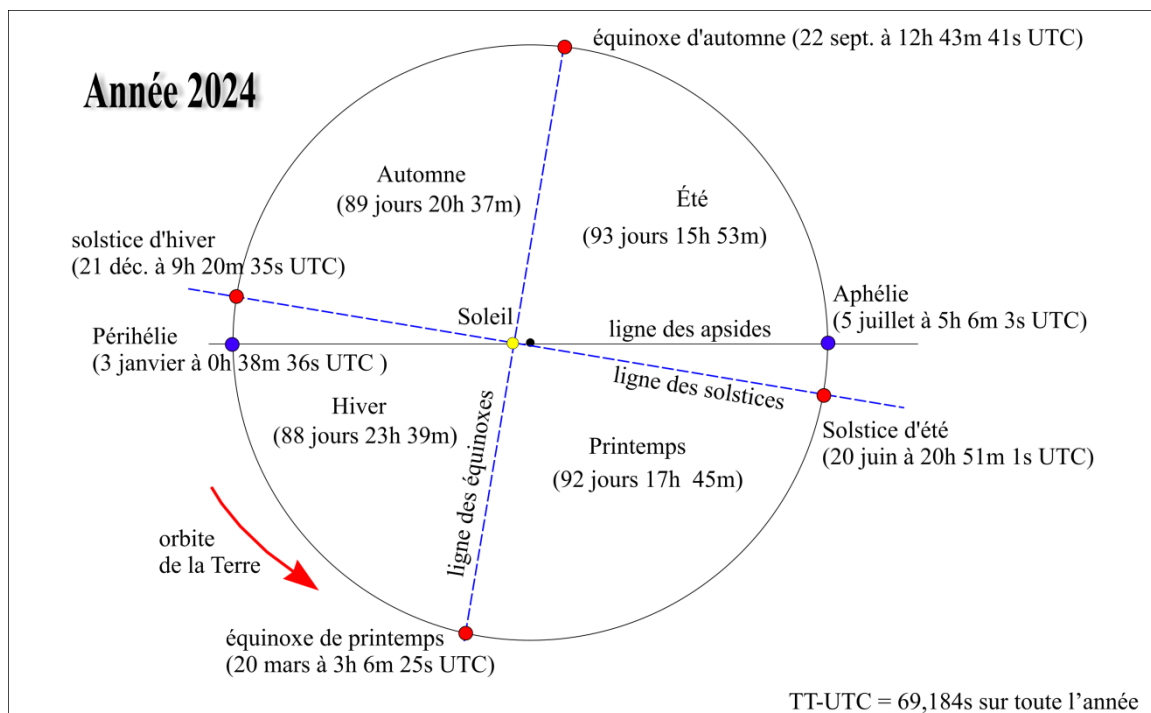 Année 2024
équinoxe d'automne (22 sept. à 12h 43m 41s UTC)
Automne
(89 jours 20h 37m)
Été
(93 jours 15h 53m)
solstice d'hiver
(21 déc. à 9h 20m 35s UTC)
Soleil
ligne des apsides
Aphélie
(5 juillet à 5h 6m 3s UTC)
Périhélie
(3 janvier à 0h 38m 36s UTC )
ligne des solstices
Hiver
(88 jours 23h 39m)
ligne des équinoxes
Printemps
(92 jours 17h 45m)
Solstice d'été
(20 juin à 20h 51m 1s UTC)
orbite
de la Terre
équinoxe de printemps
(20 mars à 3h 6m 25s UTC)
TT-UTC = 69,184s sur toute l’année